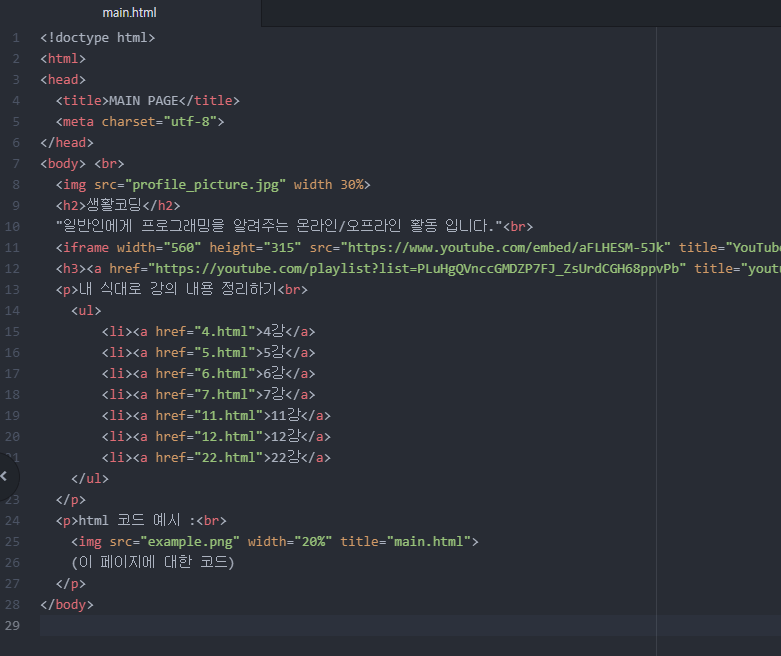 main.html
1 <!doctype html>
2 <html>
3 <head>
4 <title>MAIN PAGE</title>
5 <meta charset="utf-8">
6 </head>
7 <body> <br>
8 <img src="profile_picture.jpg" width 30%>
9 <h2>생활코딩</h2>
10 "일반인에게 프로그래밍을 알려주는 온라인/오프라인 활동 입니다."<br>
11 <iframe width="560" height="315" src="https://www.youtube.com/embed/aFLHESM-5Jk" title="YouTube
12 <h3><a href="https://youtube.com/playlist?list=PLuHgQVnccGMDZP7FJ_ZsUrdCGH68ppvPb" title="yout
13 <p>내 식대로 강의 내용 정리하기<br>
14 <ul>
15 <li><a href="4.html">4강</a>
16 <li><a href="5.html">5강</a>
17 <li><a href="6.html">6강</a>
18 <li><a href="7.html">7강</a>
19 <li><a href="11.html">11강</a>
20 <li><a href="12.html">12강</a>
21 <li><a href="22.html">22강</a>
</ul>
23 </p>
24 <p>html 코드 예시 :<br>
25 <img src="example.png" width="20%" title="main.html">
26 (이 페이지에 대한 코드)
27 </p>
28 </body>
29